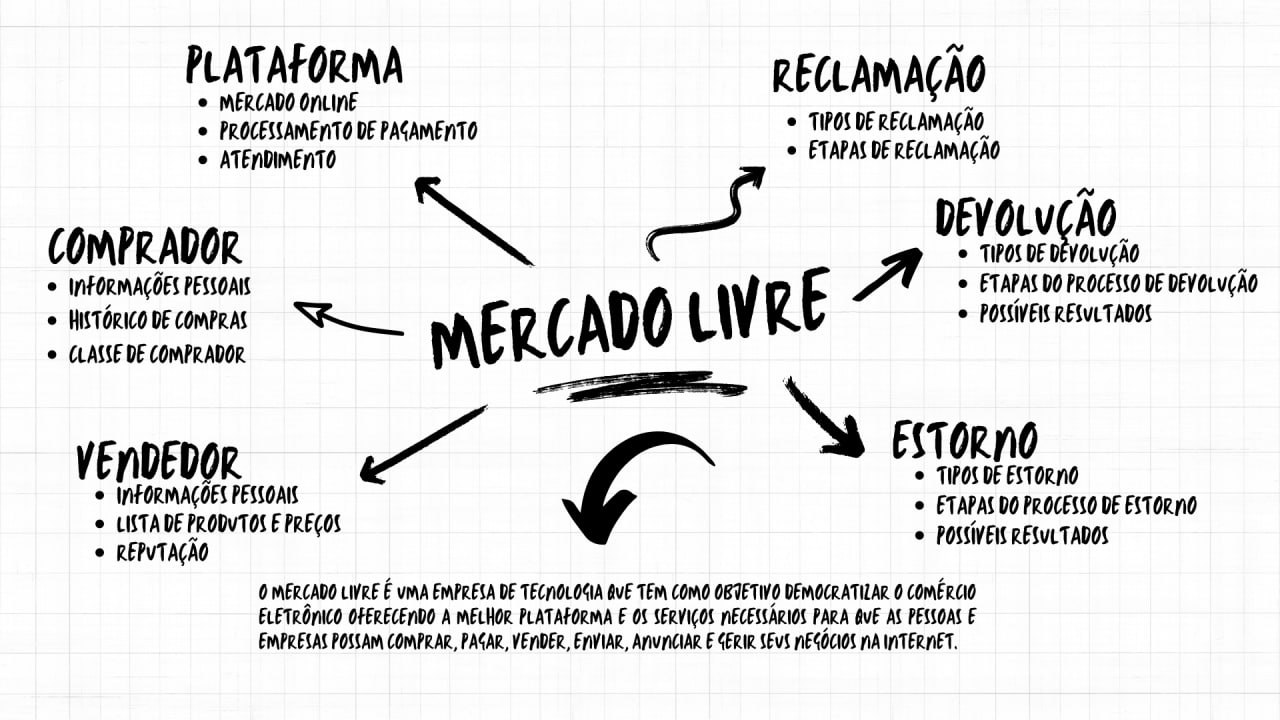 PLATAFORMA
• MERCADO ONLINE
• PROCESSAMENTO DE PAGAMENTO
• ATENDIMENTO
RECLAMAÇÃO
• TIPOS DE RECLAMAÇÃO
• ETAPAS DE RECLAMAÇÃO
COMPRADOR
• INFORMAÇÕES PESSOAIS
• HISTÓRICO DE COMPRAS
• CLASSE DE COMPRADOR
DEVOLUÇÃO
• TIPOS DE DEVOLUÇÃO
• ETAPAS DO PROCESSO DE DEVOLUÇÃO
• POSSÍVEIS RESULTADOS
MERCADO LIVRE
VENDEDOR
• INFORMAÇÕES PESSOAIS
• LISTA DE PRODUTOS E PREÇOS
• REPUTAÇÃO
ESTORNO
• TIPOS DE ESTORNO
• ETAPAS DO PROCESSO DE ESTORNO
• POSSÍVEIS RESULTADOS
O MERCADO LIVRE É UMA EMPRESA DE TECNOLOGIA QUE TEM COMO OBJETIVO DEMOCRATIZAR O COMÉRCIO
ELETRÔNICO OFERECENDO A MELHOR PLATAFORMA E OS SERVIÇOS NECESSÁRIOS PARA QUE AS PESSOAS E
EMPRESAS POSSAM COMPRAR, PAGAR, VENDER, ENVIAR, ANUNCIAR E GERIR SEUS NEGÓCIOS NA INTERNET.